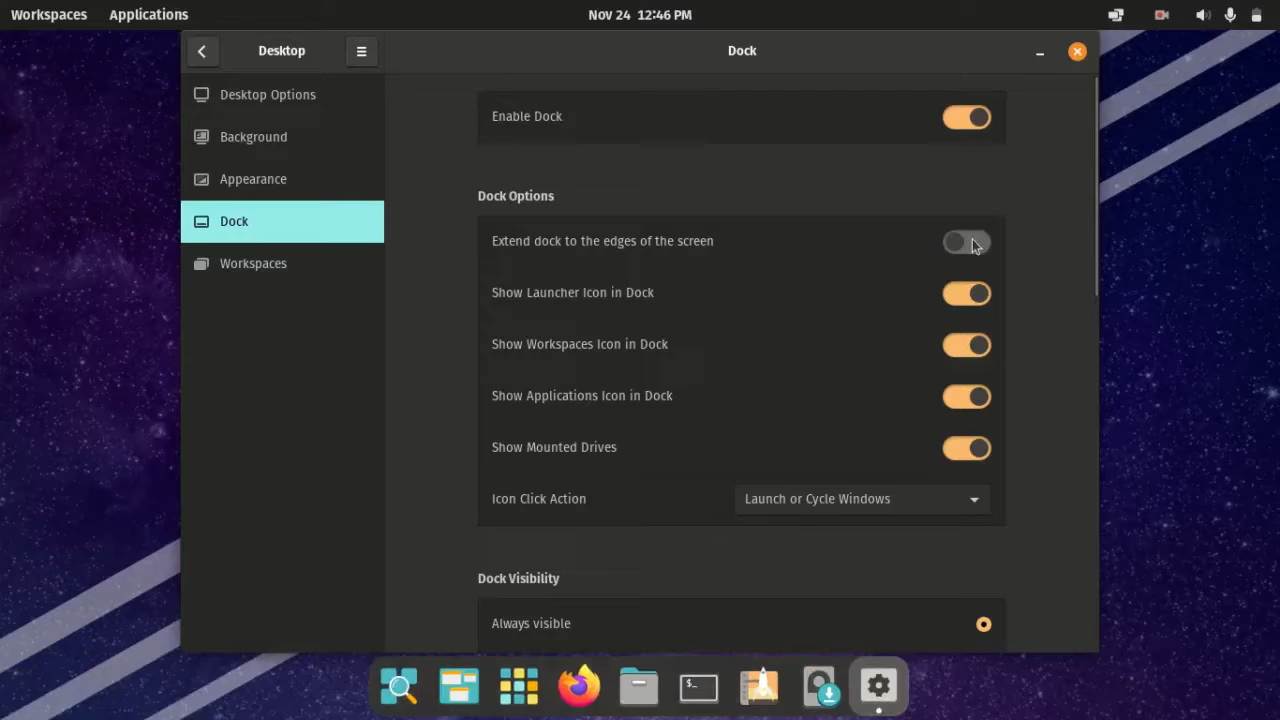 Workspaces Applications Nov 24 12:46 PM
Desktop Dock
Desktop Options
Background
Appearance
Dock
Workspaces
Enable Dock
Dock Options
Extend dock to the edges of the screen
Show Launcher Icon in Dock
Show Workspaces Icon in Dock
Show Applications Icon in Dock
Show Mounted Drives
Icon Click Action Launch or Cycle Windows
Dock Visibility
Always visible
$_